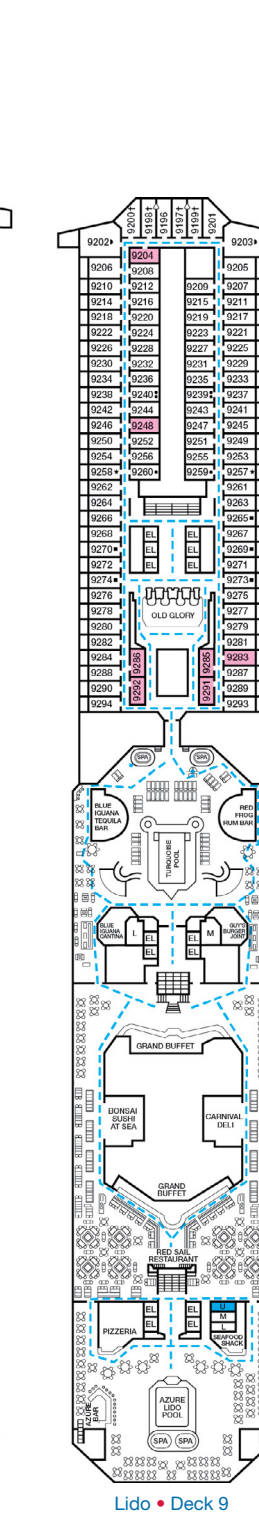 9200† 9198† 9196 9197† 9199† 9201
9202♦ 9203♦
9204
9206 9208 9205
9210 9212 9209 9207
9214 9216 9215 9211
9218 9220 9219 9217
9222 9224 9223 9221
9226 9228 9227 9225
9230 9232 9231 9229
9234 9236 9235 9233
9238 9240 9239 9237
9242 9244 9243 9241
9246 9248 9247 9245
9250 9252 9251 9249
9254 9256 9255 9253
9258★ 9260• 9259• 9257★
9262 9261
9264 9263
9266 9265■
9268 EL EL 9267
9270■ EL EL 9269■
9272 EL EL 9271
9274■ 9273■
9276 9275
9278 OLD GLORY 9277
9280 9279
9282 9281
9284 9286 9285 9283
9288 9287
9290 9292 9291 9289
9294 9293
SPA SPA
BLUE
IGUANA
TEQUILA
BAR
RED
FROG
RUM BAR
TURQUOISE
POOL
BLUE
IGUANA
CANTINA
L EL EL M
GUY'S
BURGER
JOINT
EL EL
GRAND BUFFET
BONSAI
SUSHI
AT SEA
CARNIVAL
DELI
GRAND
BUFFET
RED SAIL
RESTAURANT
EL EL U
M
EL EL L
PIZZERIA
SEAFOOD
SHACK
AZURE
BAR
AZURE
LIDO
POOL
SPA SPA
Lido • Deck 9